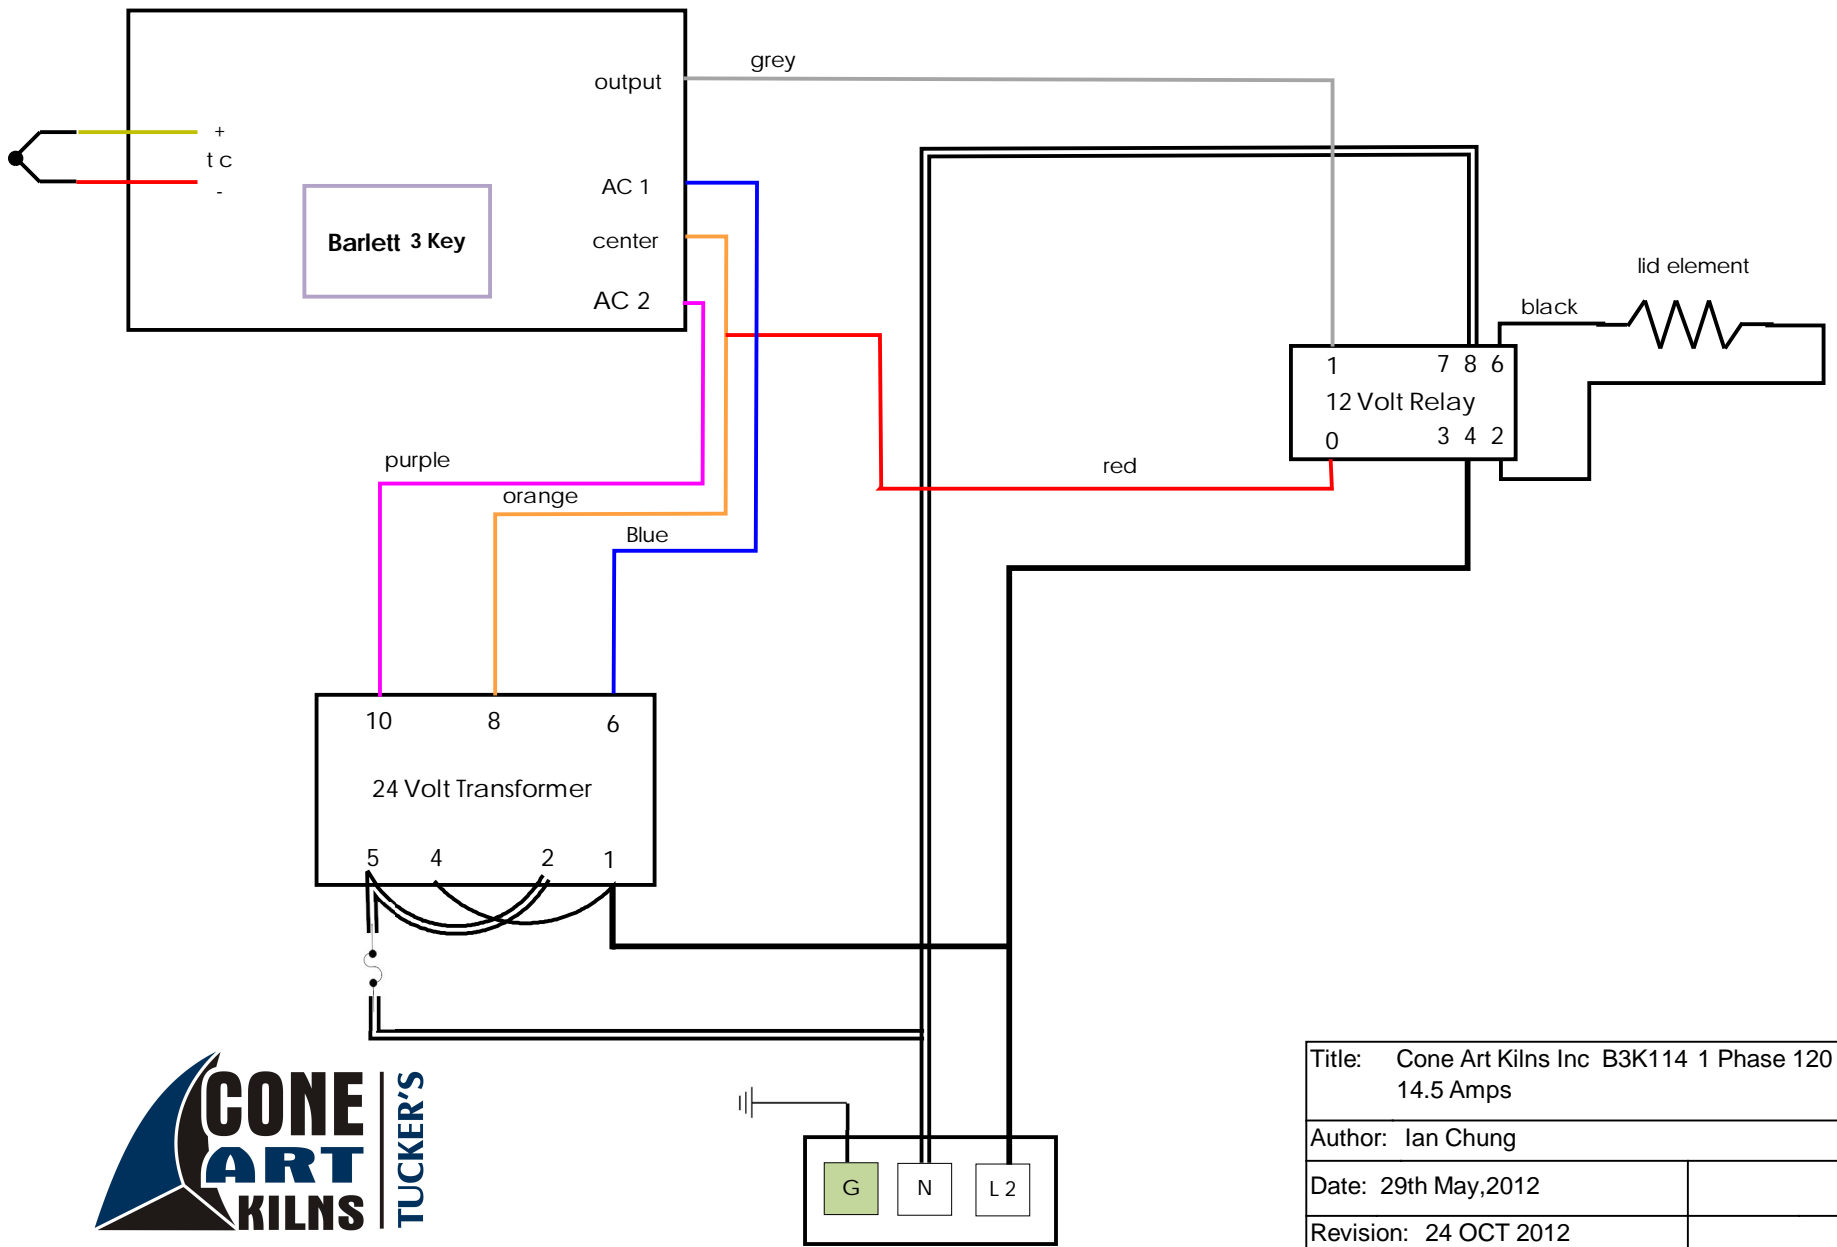 output
grey
+
t c
-
AC 1
Barlett 3 Key
center
AC 2
lid element
black
1 7 8 6
12 Volt Relay
0 3 4 2
purple
red
orange
Blue
10 8 6
24 Volt Transformer
5 4 2 1
CONE
ART
KILNS
TUCKER'S
G N L 2
Title: Cone Art Kilns Inc B3K114 1 Phase 120
14.5 Amps
Author: Ian Chung
Date: 29th May,2012
Revision: 24 OCT 2012